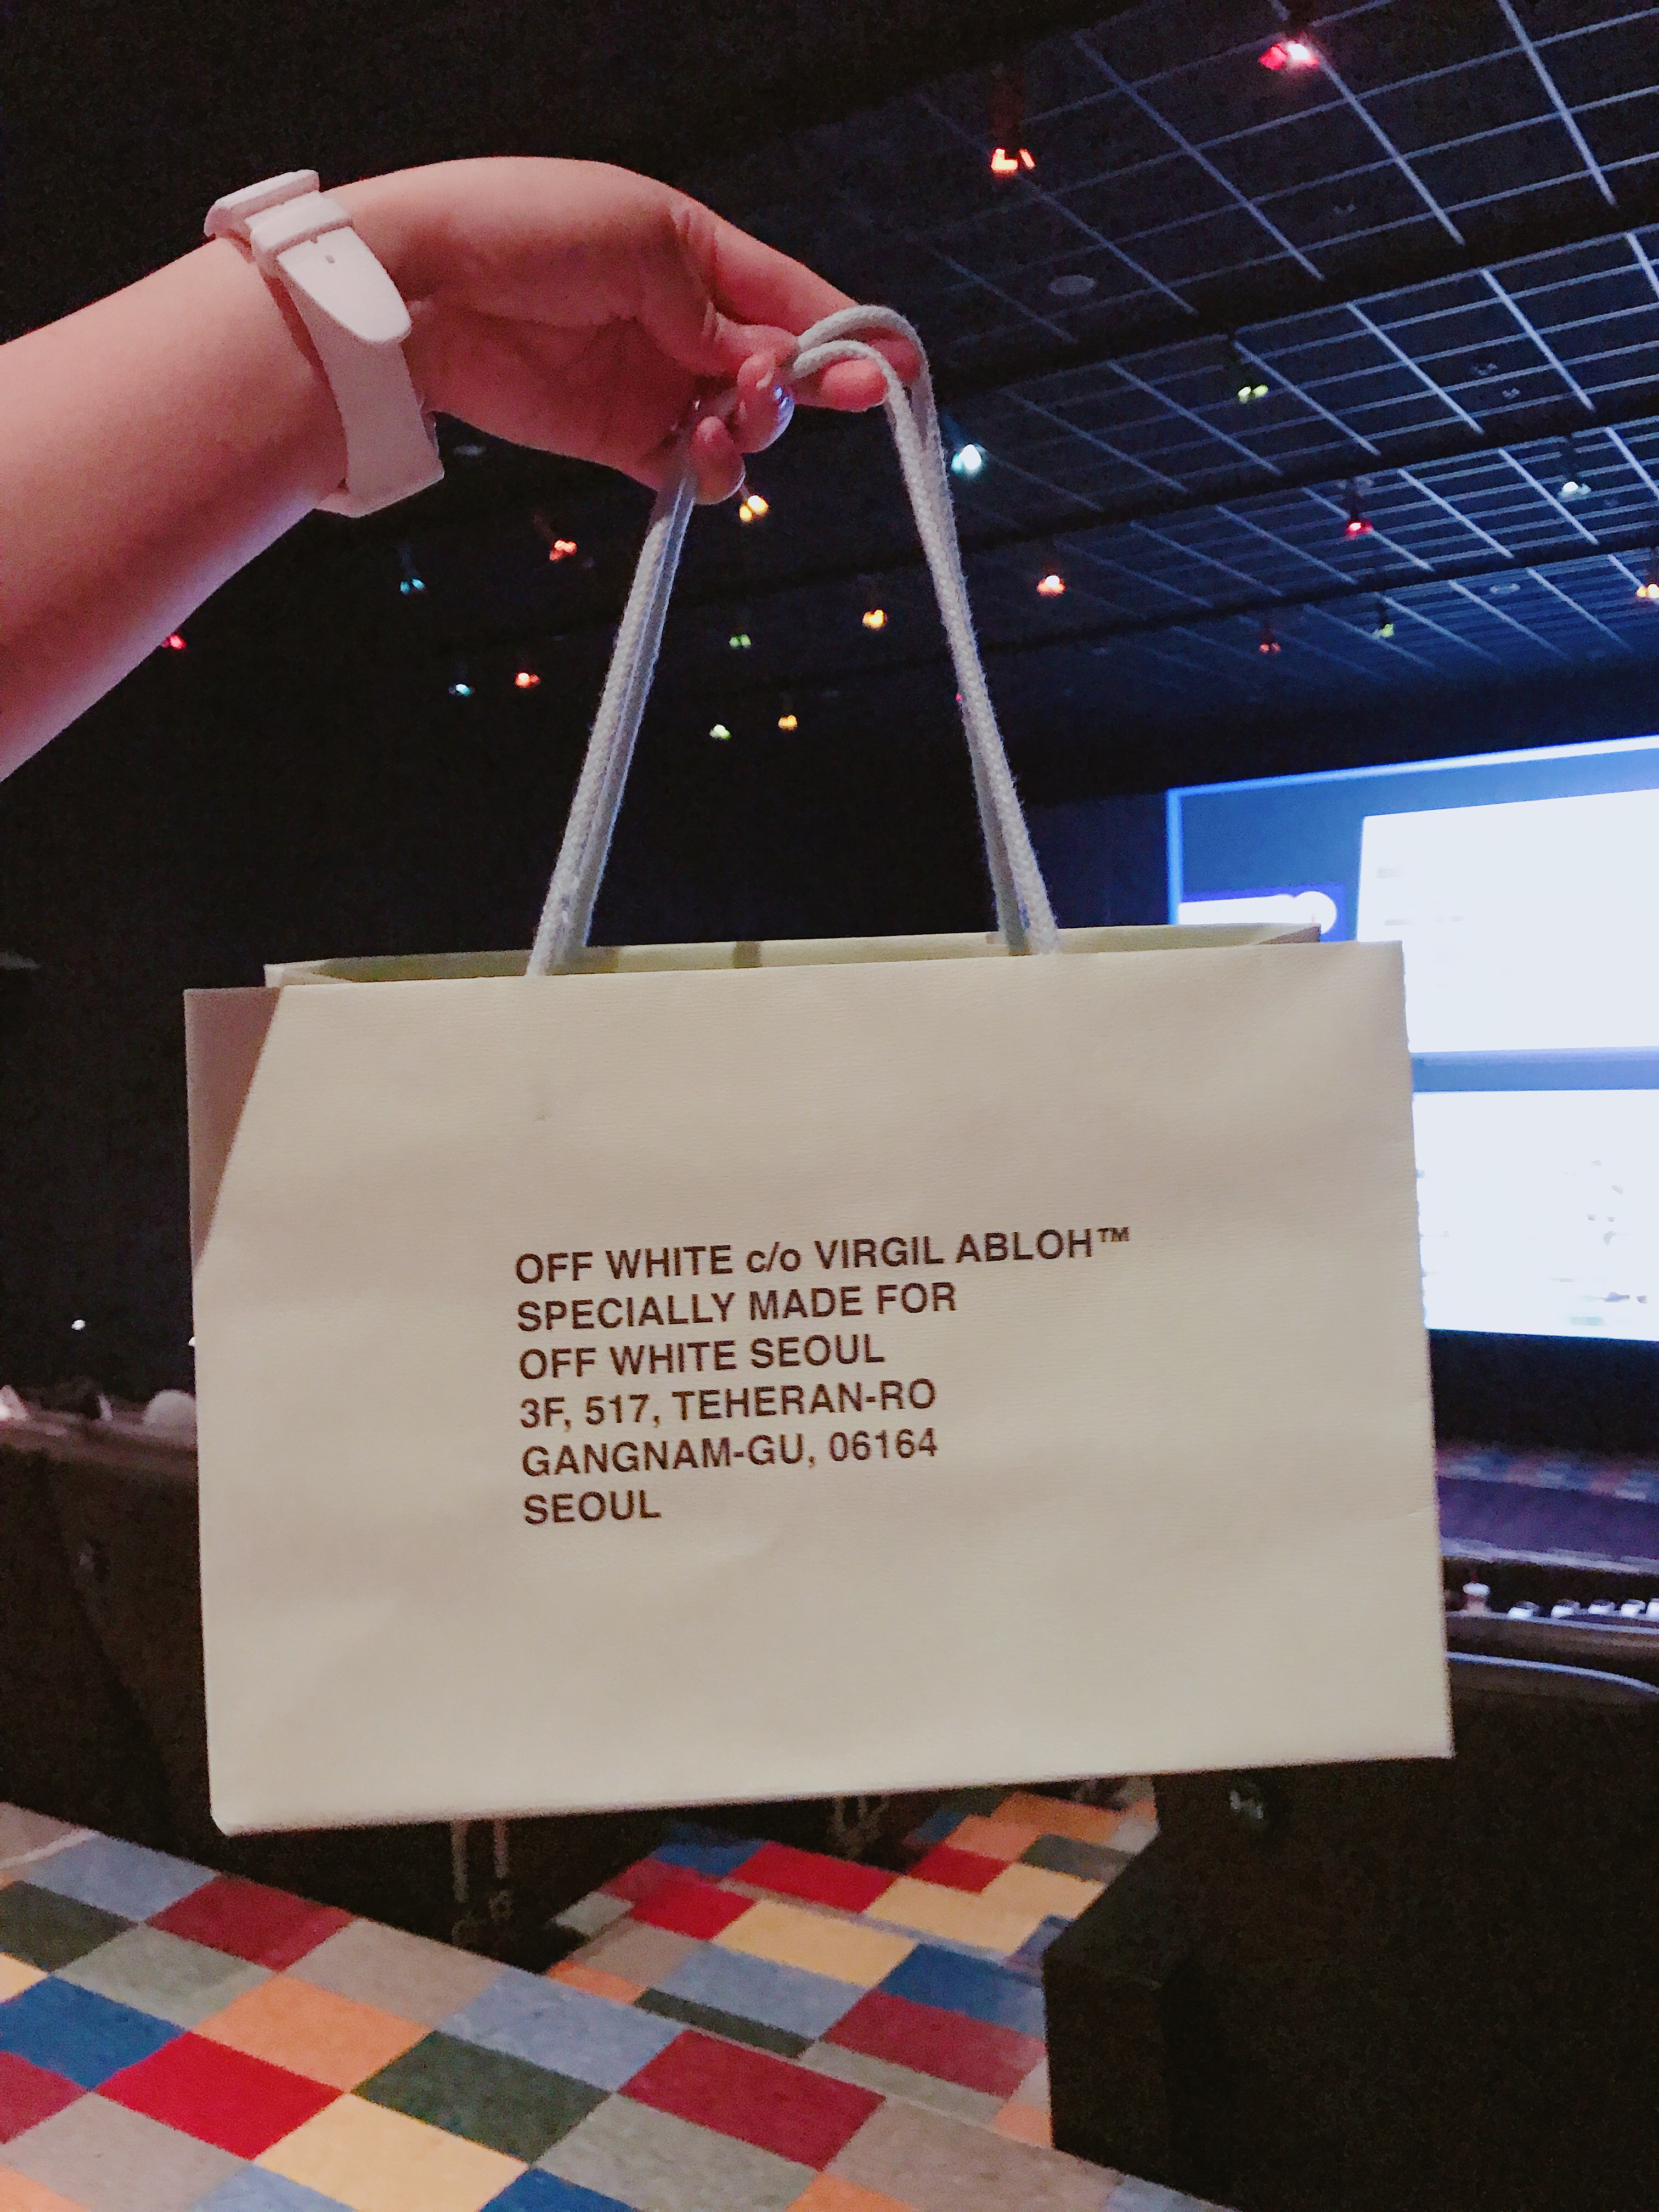 OFF WHITE c/o VIRGIL ABLOH™
SPECIALLY MADE FOR
OFF WHITE SEOUL
3F, 517, TEHERAN-RO
GANGNAM-GU, 06164
SEOUL